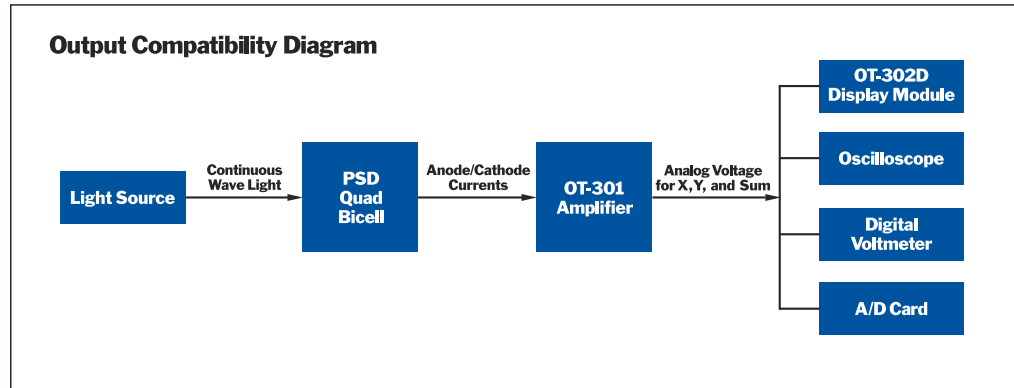 Output Compatibility Diagram
Light Source
Continuous
Wave Light
PSD
Quad
Bicell
Anode/Cathode
Currents
OT-301
Amplifier
Analog Voltage
for X,Y, and Sum
OT-302D
Display Module
Oscilloscope
Digital
Voltmeter
A/D Card